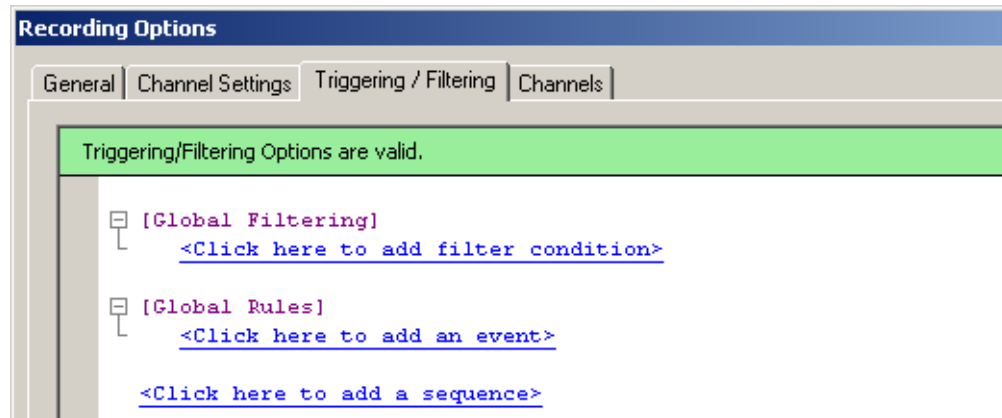 Recording Options
General Channel Settings Triggering / Filtering Channels
Triggering/Filtering Options are valid.
[Global Filtering]
<Click here to add filter condition>
[Global Rules]
<Click here to add an event>
<Click here to add a sequence>